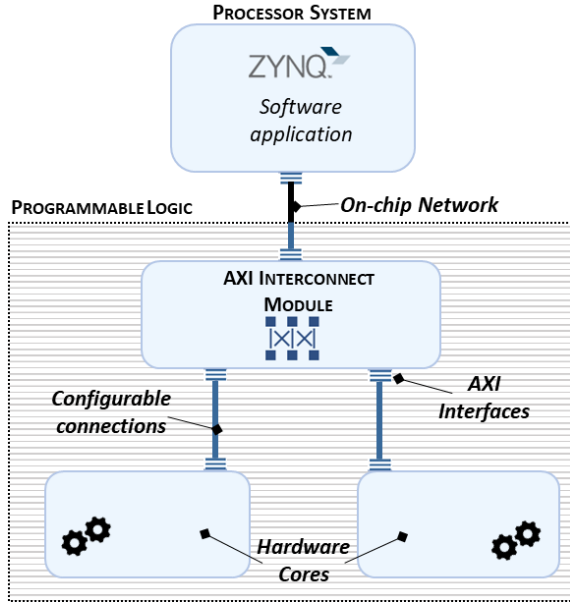 PROCESSOR SYSTEM
ZYNQ
Software
application
On-chip Network
PROGRAMMABLE LOGIC
AXI INTERCONNECT
MODULE
Configurable
connections
AXI
Interfaces
Hardware
Cores